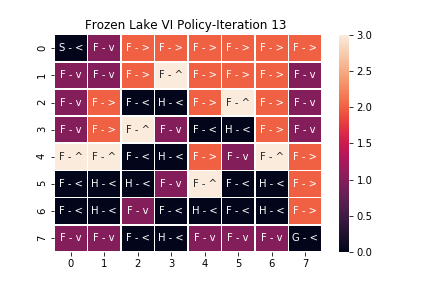 Frozen Lake VI Policy-Iteration 13
0 S - < F - v F - > F - > F - > F - > F - > F - >
1 F - v F - v F - > F - ^ F - > F - > F - > F - v
2 F - v F - > F - < H - < F - > F - ^ F - > F - v
3 F - v F - > F - ^ F - v F - < H - < F - > F - v
4 F - ^ F - ^ F - < H - < F - > F - v F - ^ F - >
5 F - < H - < H - < F - v F - ^ F - < H - < F - >
6 F - < H - < F - v F - < H - < F - < H - < F - >
7 F - v F - v F - < H - < F - v F - v F - v G - <
0 1 2 3 4 5 6 7
3.0
2.5
2.0
1.5
1.0
0.5
0.0